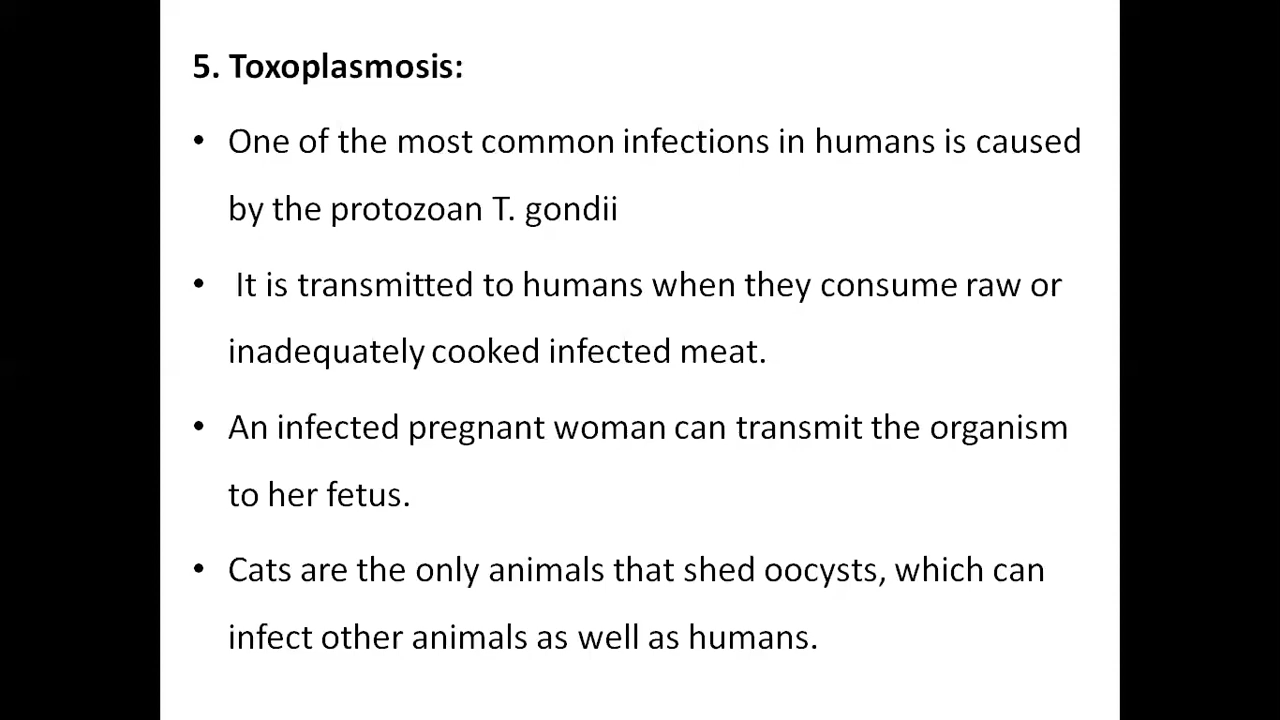 5. Toxoplasmosis:
• One of the most common infections in humans is caused
by the protozoan T. gondii
• It is transmitted to humans when they consume raw or
inadequately cooked infected meat.
• An infected pregnant woman can transmit the organism
to her fetus.
• Cats are the only animals that shed oocysts, which can
infect other animals as well as humans.